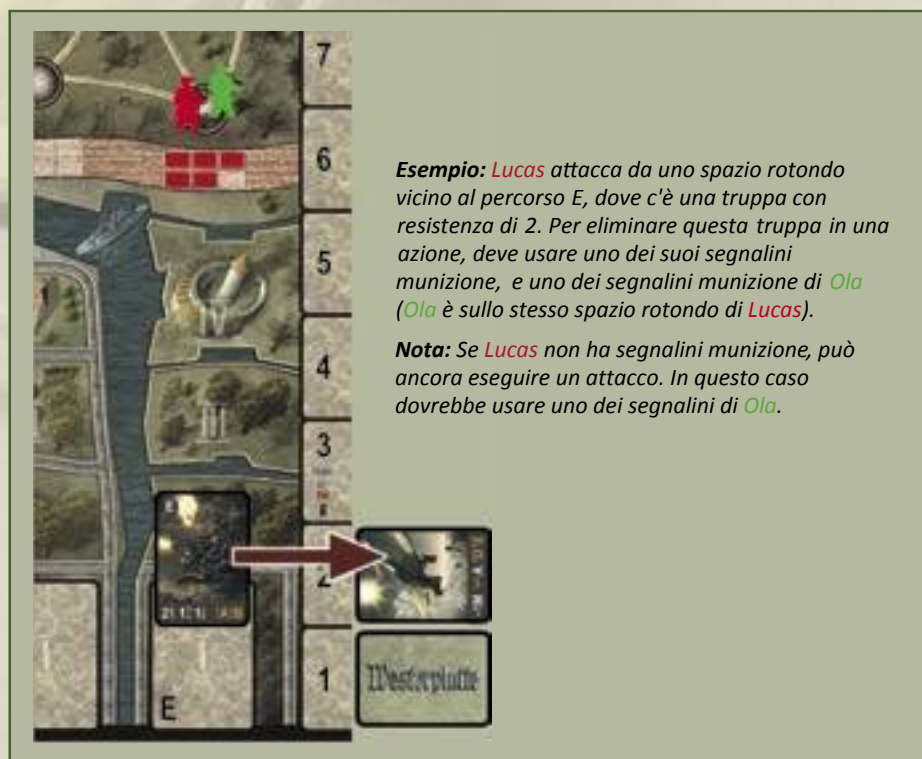 7
6
5
4
3
2
1
E
E
Westerplatte
Esempio: Lucas attacca da uno spazio rotondo
vicino al percorso E, dove c'è una truppa con
resistenza di 2. Per eliminare questa truppa in una
azione, deve usare uno dei suoi segnalini
munizione, e uno dei segnalini munizione di Ola
(Ola è sullo stesso spazio rotondo di Lucas).
Nota: Se Lucas non ha segnalini munizione, può
ancora eseguire un attacco. In questo caso
dovrebbe usare uno dei segnalini di Ola.